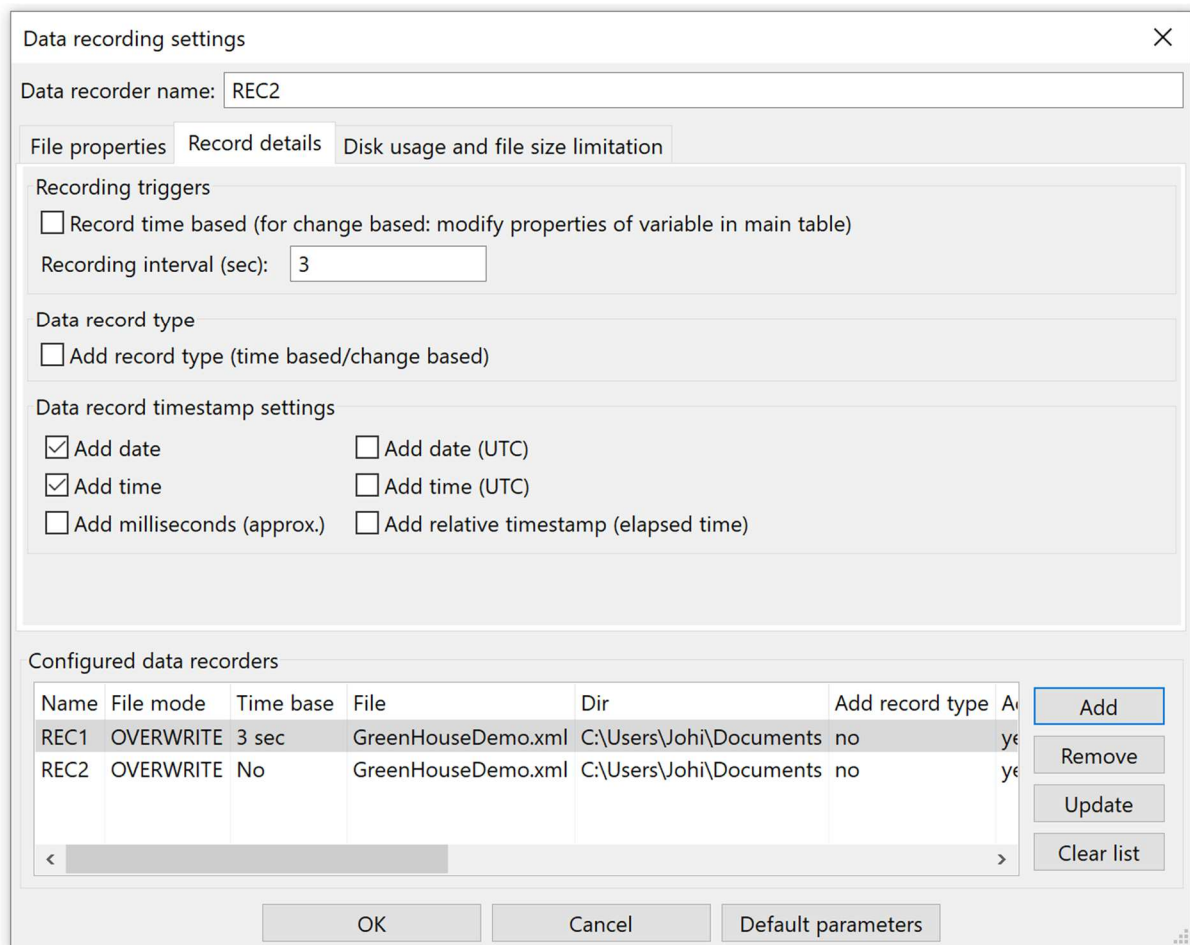 Data recording settings
Data recorder name: REC2
File properties Record details Disk usage and file size limitation
Recording triggers
Record time based (for change based: modify properties of variable in main table)
Recording interval (sec): 3
Data record type
Add record type (time based/change based)
Data record timestamp settings
Add date Add date (UTC)
Add time Add time (UTC)
Add milliseconds (approx.) Add relative timestamp (elapsed time)
Configured data recorders
Name File mode Time base File Dir Add record type
REC1 OVERWRITE 3 sec GreenHouseDemo.xml C:\Users\Johi\Documents no
REC2 OVERWRITE No GreenHouseDemo.xml C:\Users\Johi\Documents no
Add
Remove
Update
Clear list
OK Cancel Default parameters